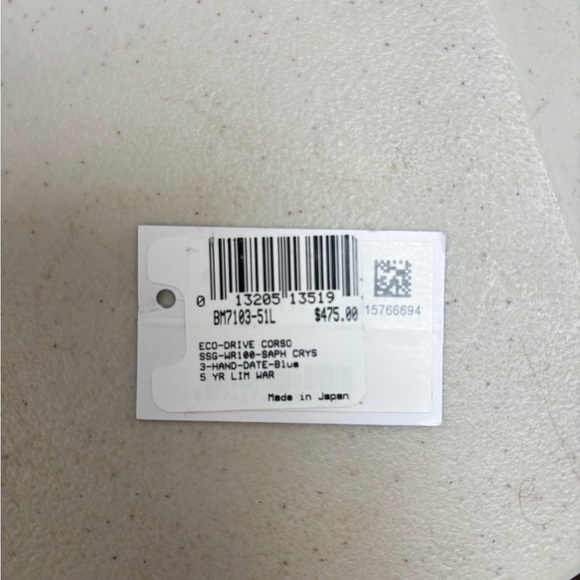 0 13205 13519
BM7103-51L $475.00
15766694
ECO-DRIVE CORSO
SSG-WR100-SAPH CRYS
3-HAND-DATE-Blue
5 YR LIM WAR
Made in Japan